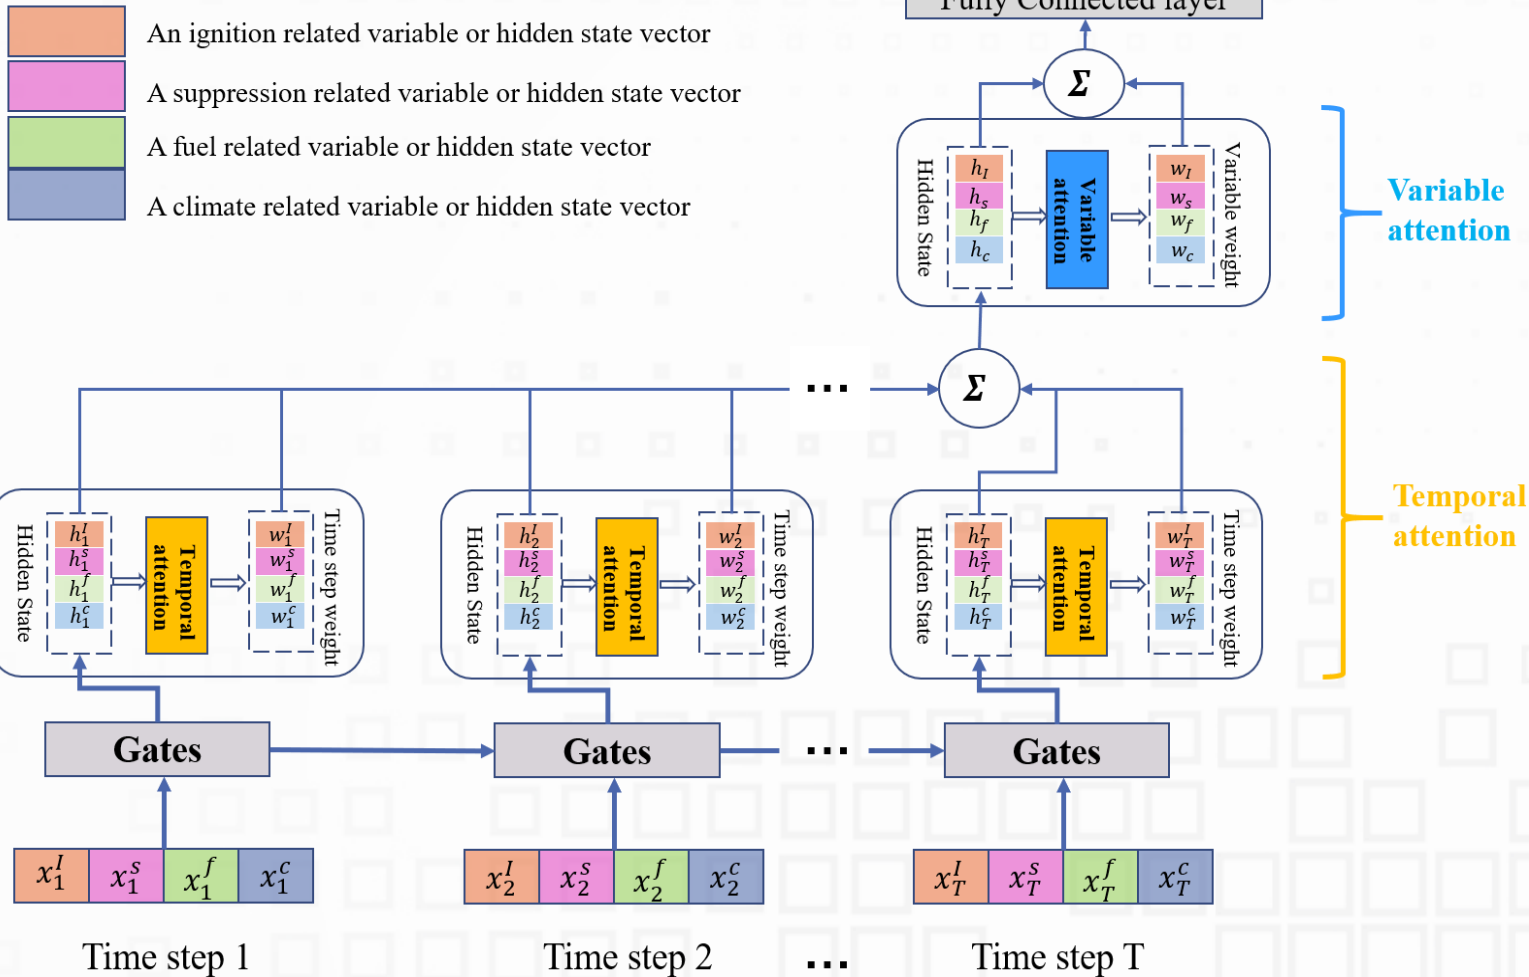 An ignition related variable or hidden state vector
A suppression related variable or hidden state vector
A fuel related variable or hidden state vector
A climate related variable or hidden state vector
Fully Connected layer
Σ
Hidden State
h_I
h_s
h_f
h_c
Variable
attention
w_I
w_s
w_f
w_c
Variable weight
Variable
attention
...
Σ
Hidden State
h_1^I
h_1^s
h_1^f
h_1^c
Temporal
attention
w_1^I
w_1^s
w_1^f
w_1^c
Time step weight
Hidden State
h_2^I
h_2^s
h_2^f
h_2^c
Temporal
attention
w_2^I
w_2^s
w_2^f
w_2^c
Time step weight
Hidden State
h_T^I
h_T^s
h_T^f
h_T^c
Temporal
attention
w_T^I
w_T^s
w_T^f
w_T^c
Time step weight
Temporal
attention
Gates
Gates
...
Gates
x_1^I x_1^s x_1^f x_1^c
x_2^I x_2^s x_2^f x_2^c
x_T^I x_T^s x_T^f x_T^c
Time step 1
Time step 2
...
Time step T